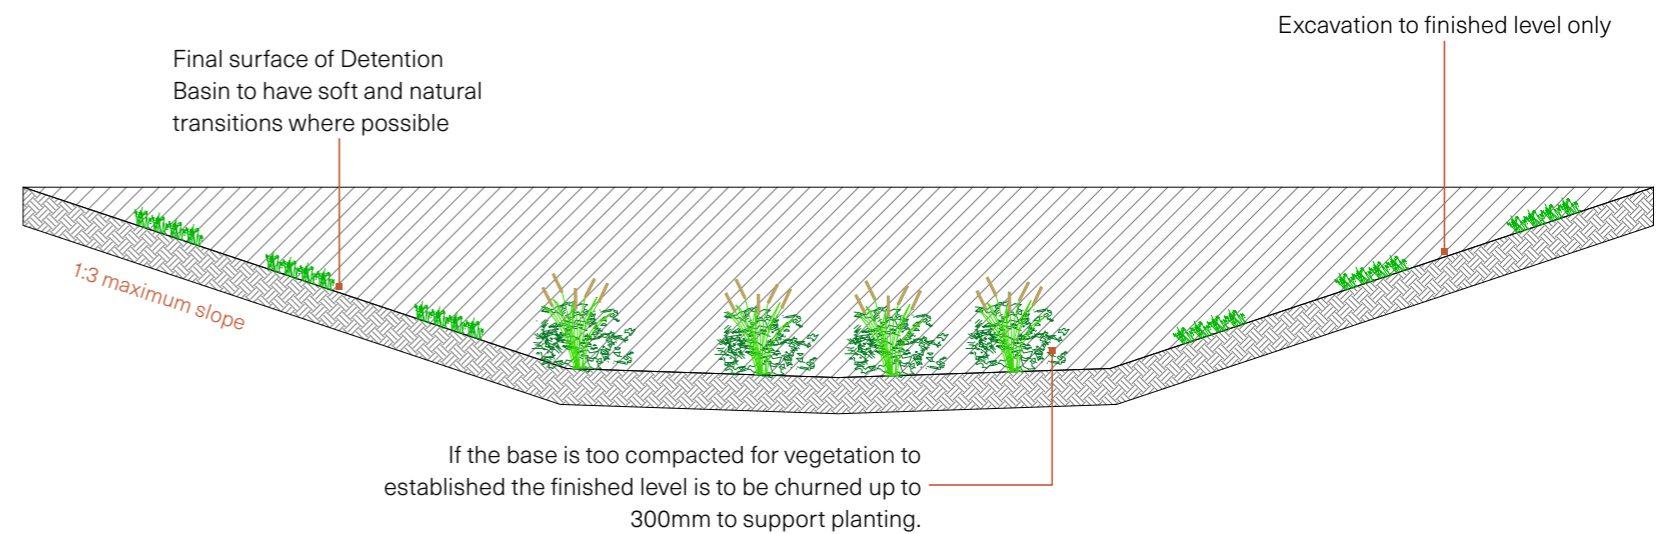 Excavation to finished level only
Final surface of Detention
Basin to have soft and natural
transitions where possible
1:3 maximum slope
If the base is too compacted for vegetation to
established the finished level is to be churned up to
300mm to support planting.